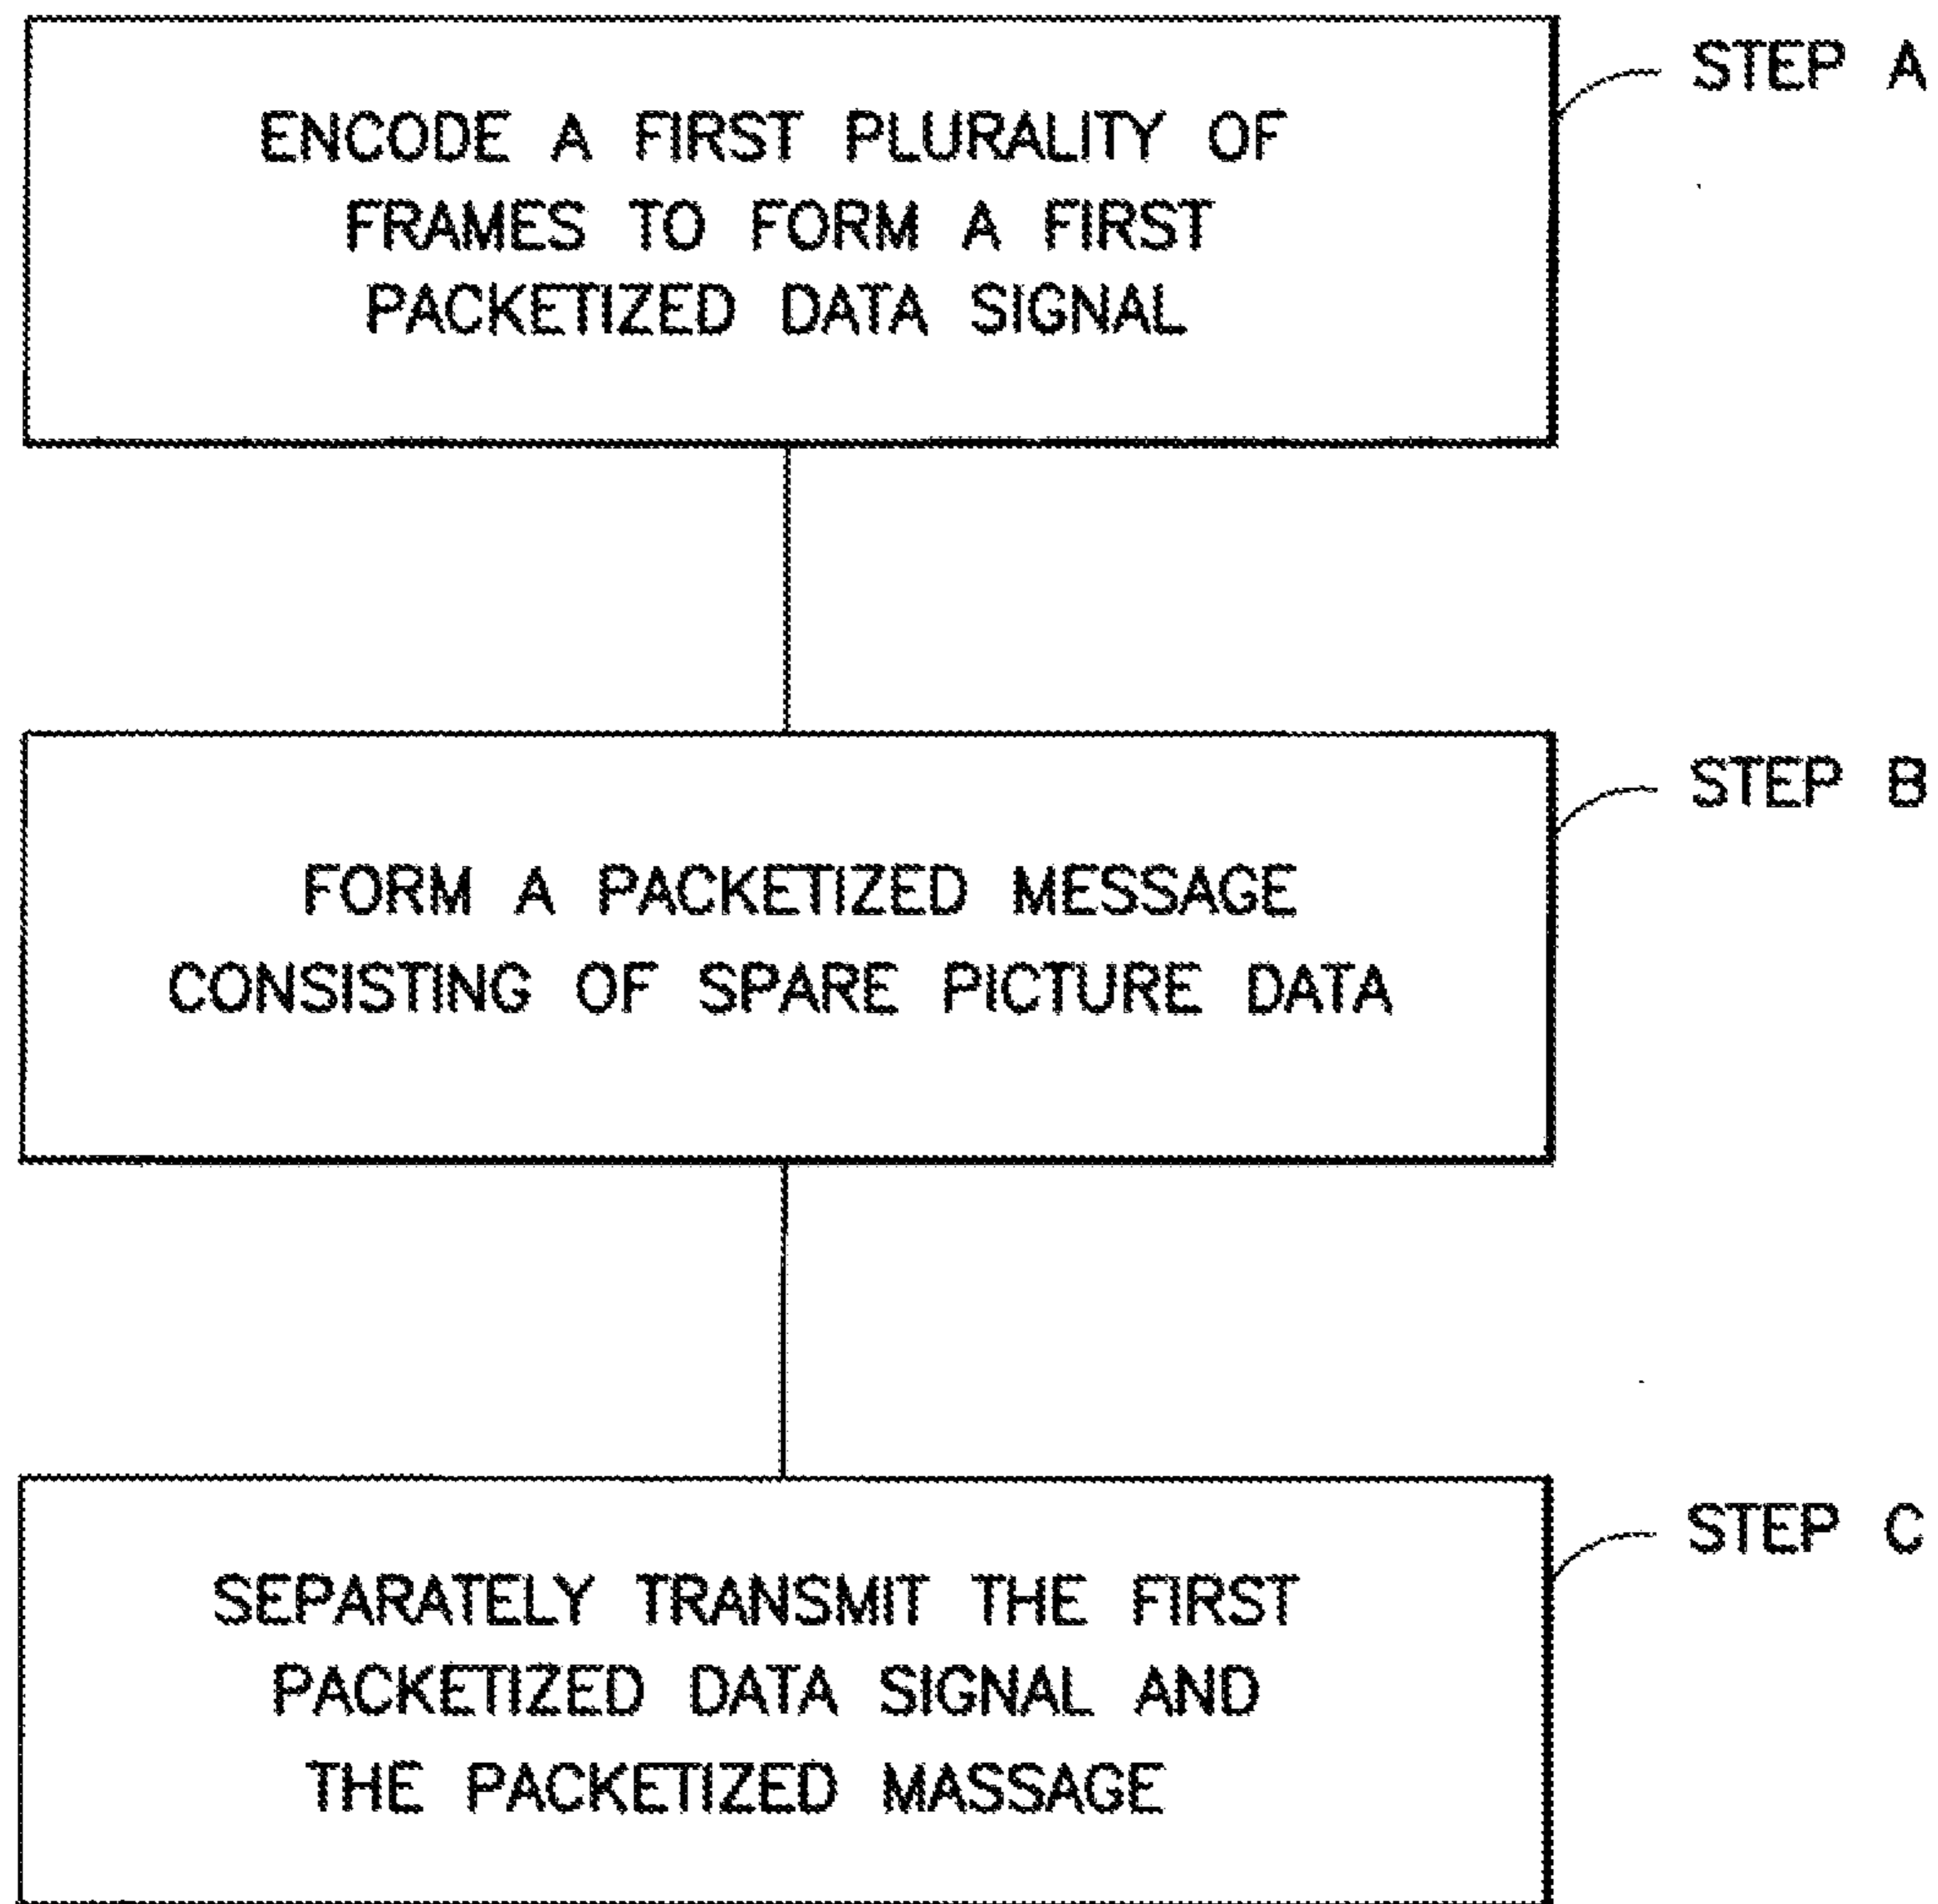 STEP A
ENCODE A FIRST PLURALITY OF
FRAMES TO FORM A FIRST
PACKETIZED DATA SIGNAL
STEP B
FORM A PACKETIZED MESSAGE
CONSISTING OF SPARE PICTURE DATA
STEP C
SEPARATELY TRANSMIT THE FIRST
PACKETIZED DATA SIGNAL AND
THE PACKETIZED MASSAGE